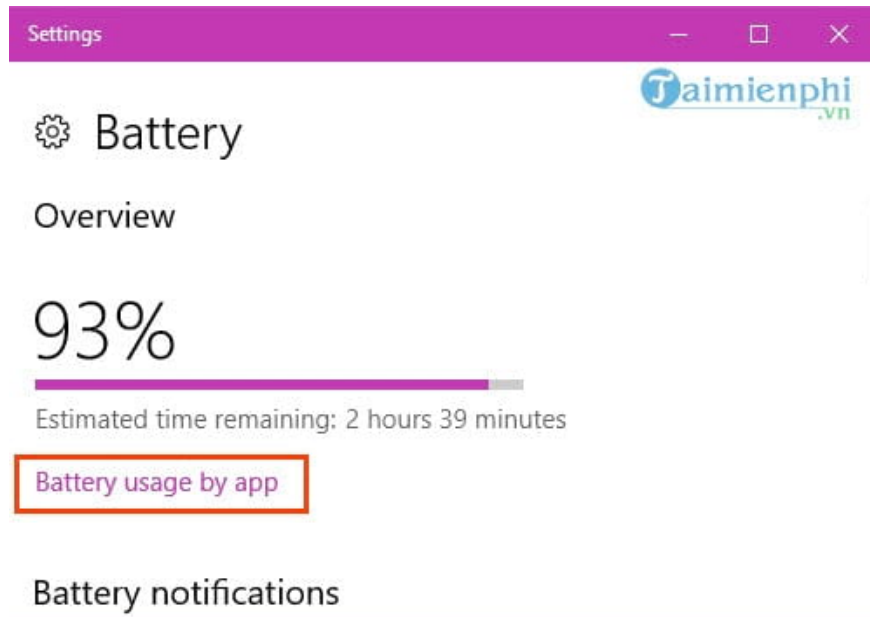 Settings
Taimienphi
.vn
Battery
Overview
93%
Estimated time remaining: 2 hours 39 minutes
Battery usage by app
Battery notifications